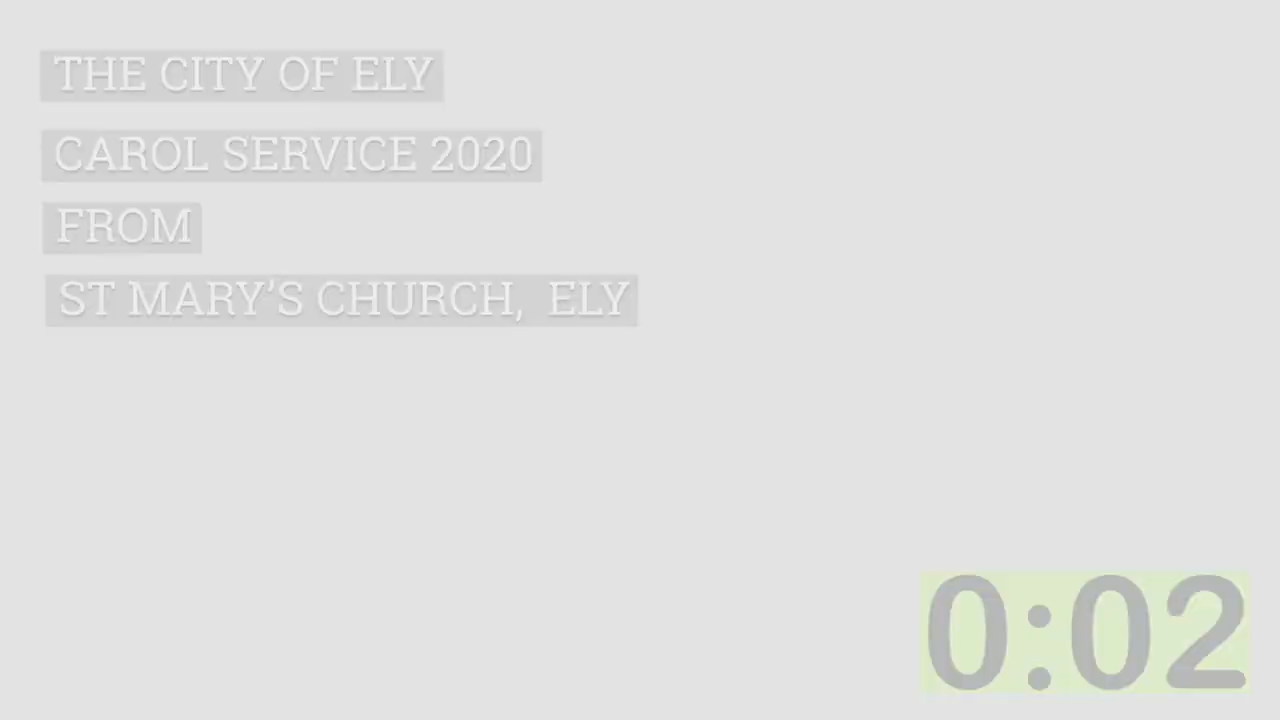 THE CITY OF ELY
CAROL SERVICE 2020
FROM
ST MARY'S CHURCH, ELY
0:02